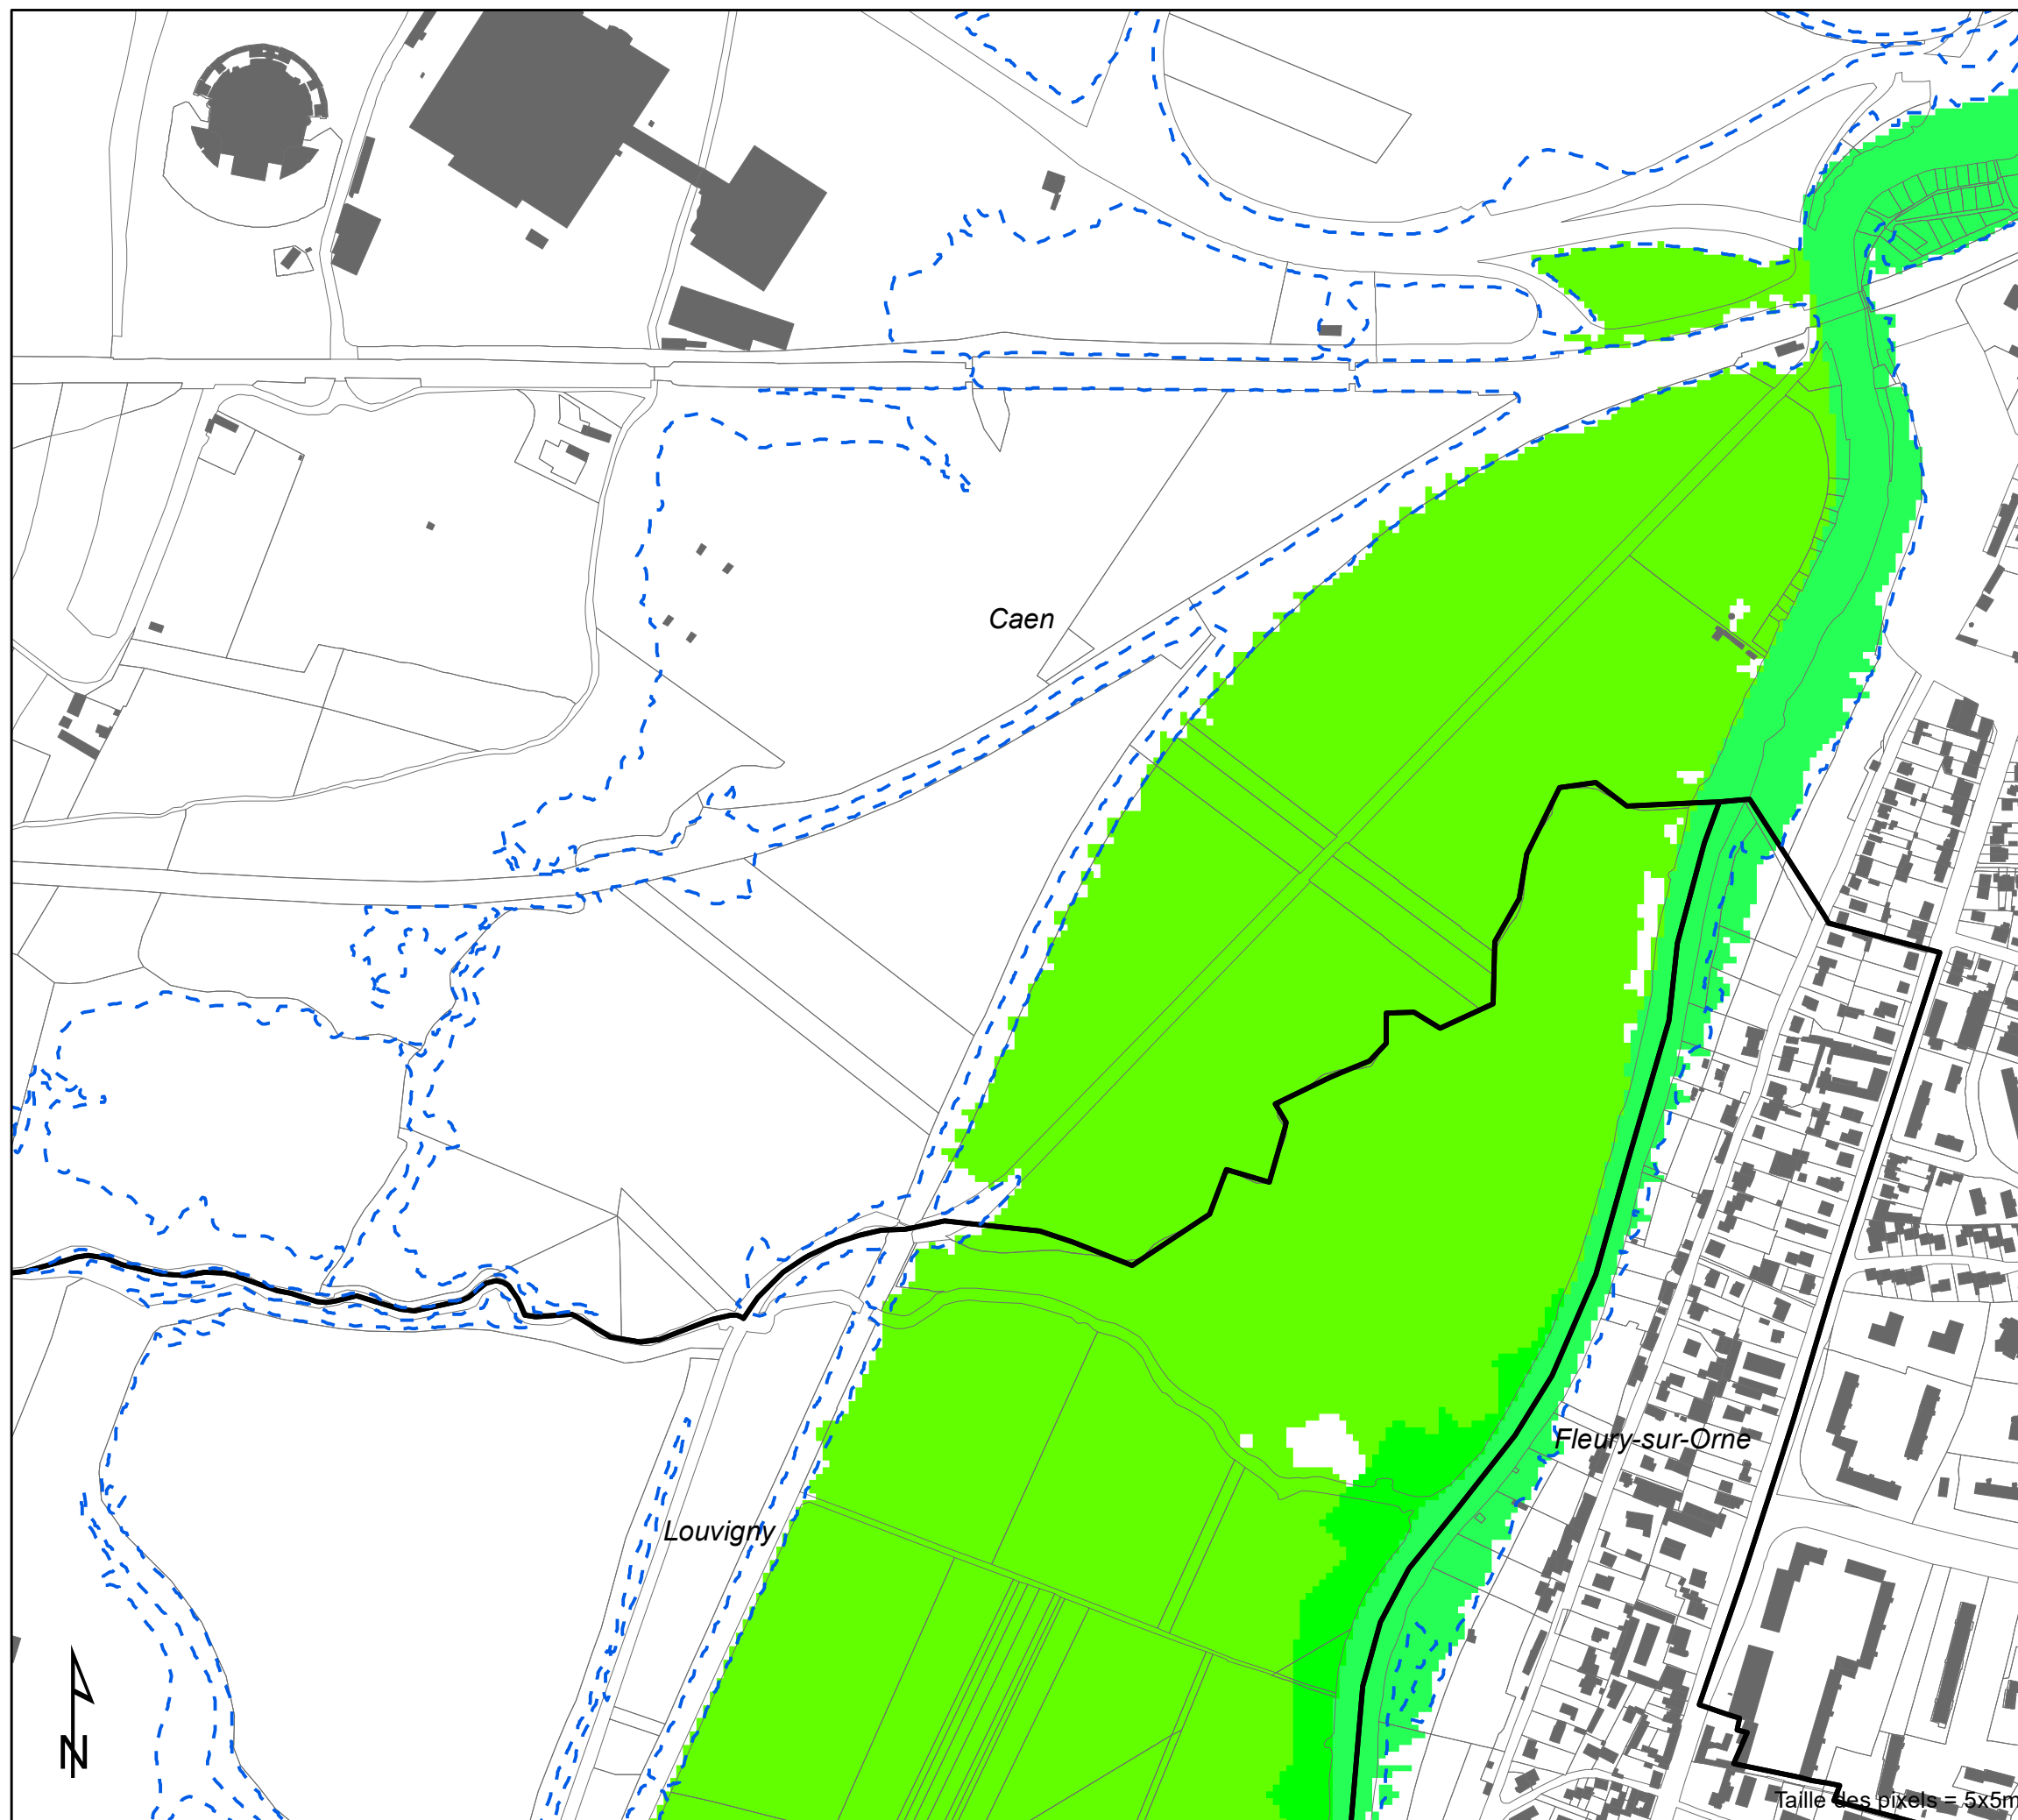 Caen
Fleury-sur-Orne
Louvigny
N
Taille des pixels = 5x5m